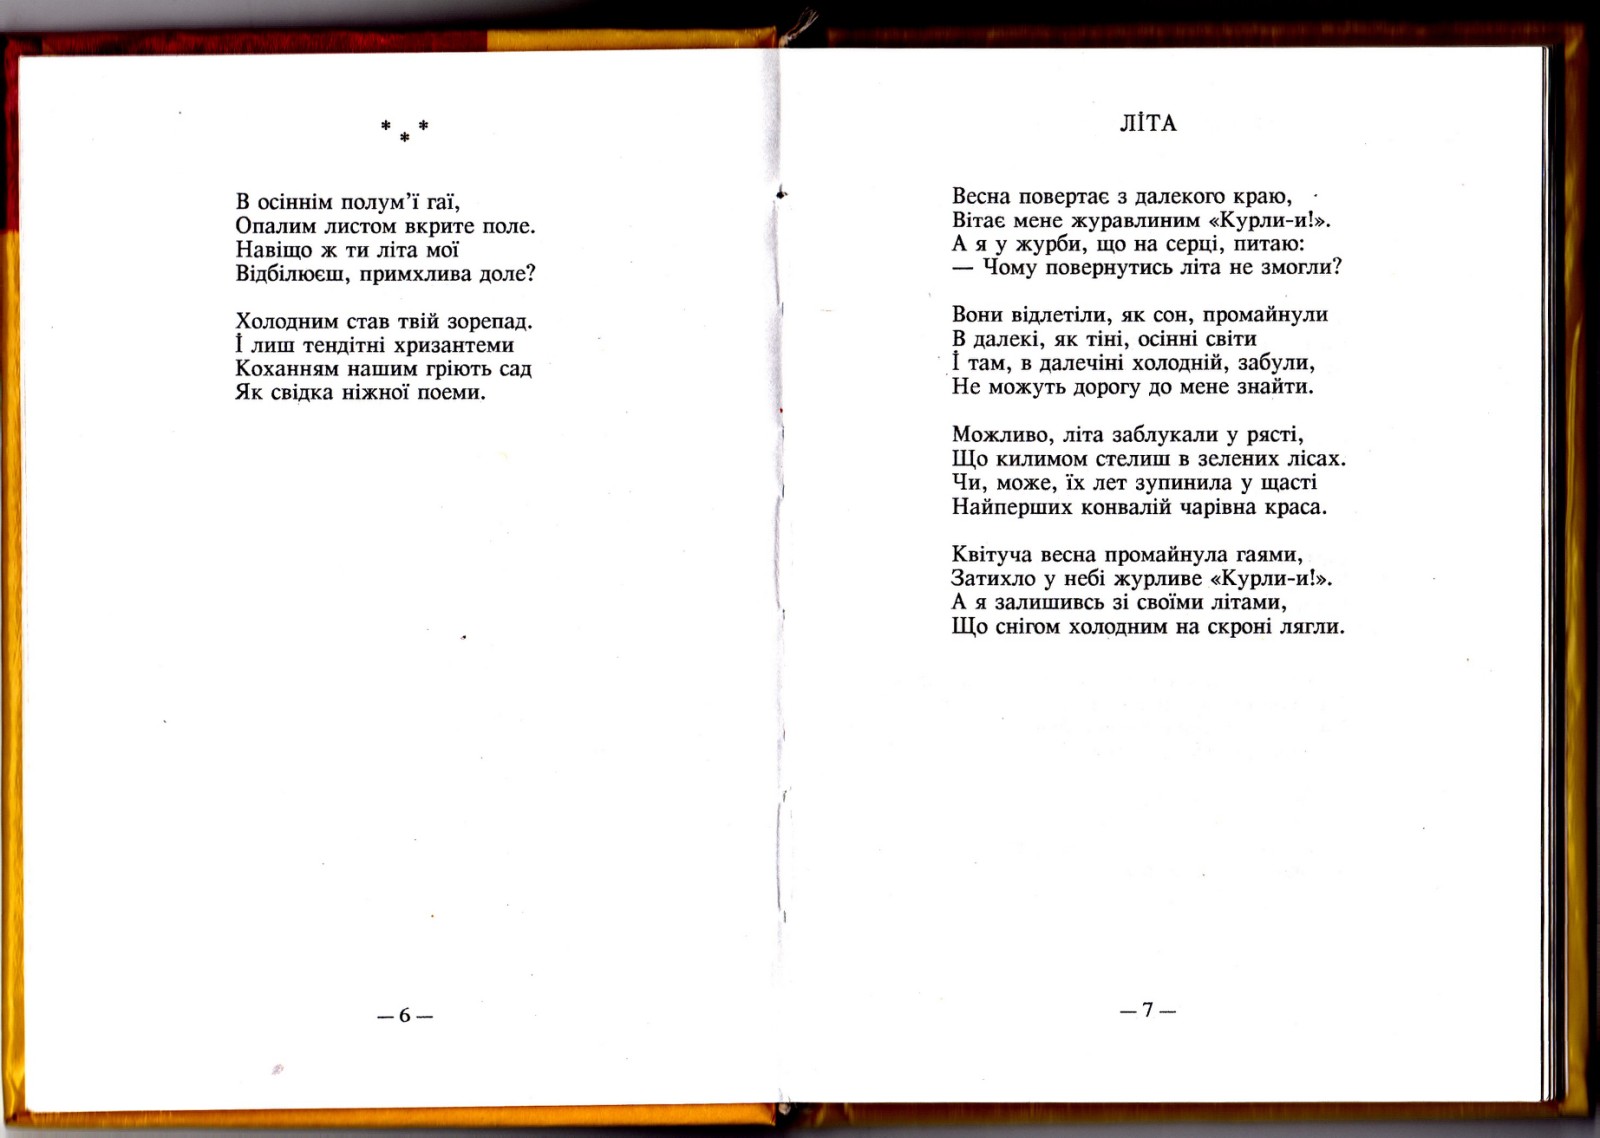 * * *
В осіннім полум’ї гаї,
Опалим листом вкрите поле.
Навіщо ж ти літа мої
Відбілюєш, примхлива доле?
Холодним став твій зорепад.
І лиш тендітні хризантеми
Коханням нашим гріють сад
Як свідка ніжної поеми.
— 6 —
ЛІТА
Весна повертає з далекого краю,
Вітає мене журавлиним «Курли-и!».
А я у журби, що на серці, питаю:
— Чому повернутись літа не змогли?
Вони відлетіли, як сон, промайнули
В далекі, як тіні, осінні світи
І там, в далечіні холодній, забули,
Не можуть дорогу до мене знайти.
Можливо, літа заблукали у рясті,
Що килимом стелиш в зелених лісах.
Чи, може, їх лет зупинила у щасті
Найперших конвалій чарівна краса.
Квітуча весна промайнула гаями,
Затихло у небі журливе «Курли-и!».
А я залишивсь зі своїми літами,
Що снігом холодним на скроні лягли.
— 7 —